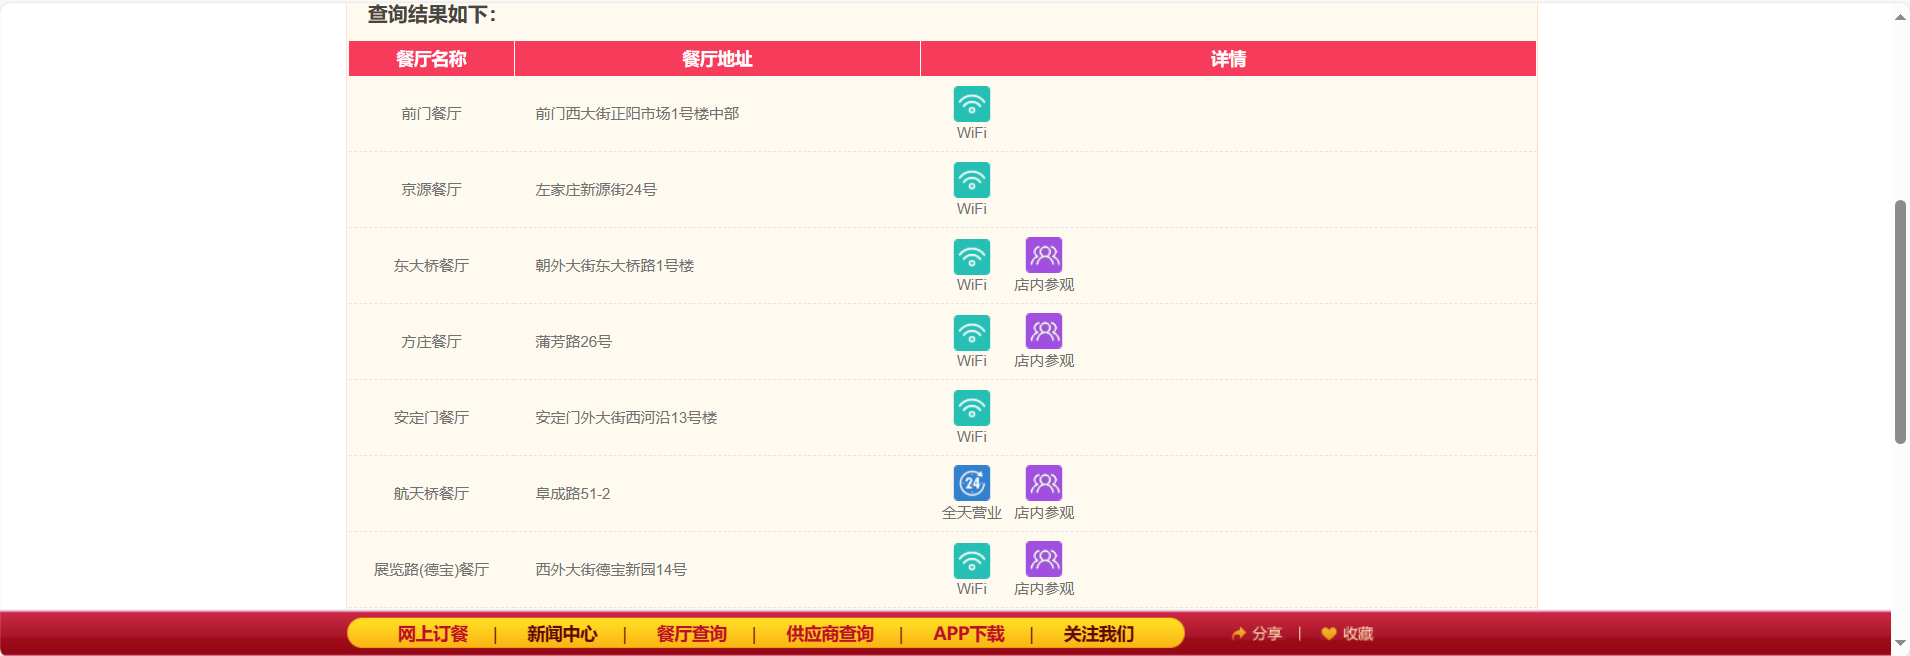 查询结果如下：
餐厅名称 餐厅地址 详情
前门餐厅 前门西大街正阳市场1号楼中部 WiFi
京源餐厅 左家庄新源街24号 WiFi
东大桥餐厅 朝外大街东大桥路1号楼 WiFi 店内参观
方庄餐厅 蒲芳路26号 WiFi 店内参观
安定门餐厅 安定门外大街西河沿13号楼 WiFi
航天桥餐厅 阜成路51-2 24 全天营业 店内参观
展览路(德宝)餐厅 西外大街德宝新园14号 WiFi 店内参观
网上订餐 | 新闻中心 | 餐厅查询 | 供应商查询 | APP下载 | 关注我们 分享 | 收藏